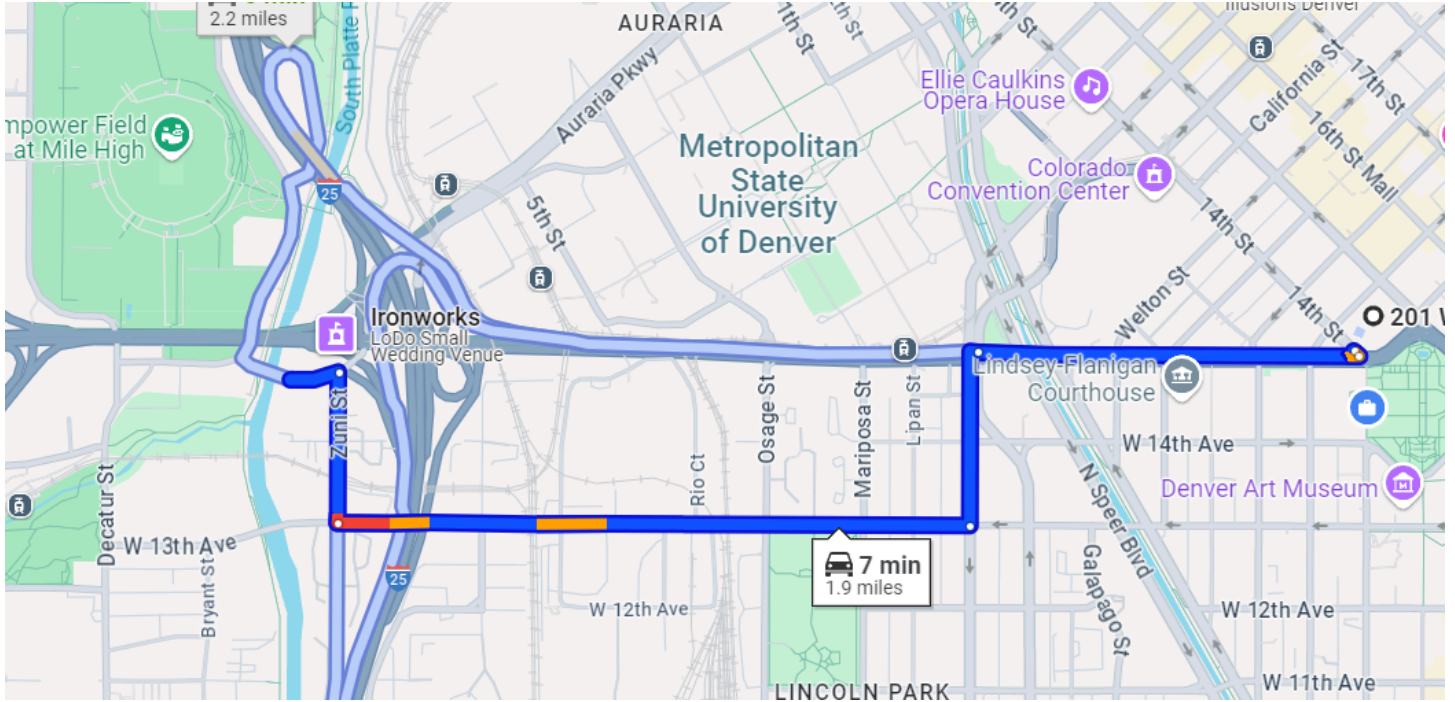 2.2 miles
AURARIA
Illusions Denver
South Platte
Auraria Pkwy
Ellie Caulkins
Opera House
California St
17th St
16th St Mall
mpower Field
at Mile High
Metropolitan
State
University
of Denver
Colorado
Convention Center
25
5th St
14th St
Welton St
14th St
Ironworks
LoDo Small
Wedding Venue
201 W
Lindsey-Flanigan
Courthouse
Zuni St
Osage St
Mariposa St
Lipan St
W 14th Ave
Rio Ct
N Speer Blvd
Denver Art Museum
Decatur St
W 13th Ave
Bryant St
25
7 min
1.9 miles
Galapago St
W 12th Ave
W 12th Ave
W 11th Ave
LINCOLN PARK